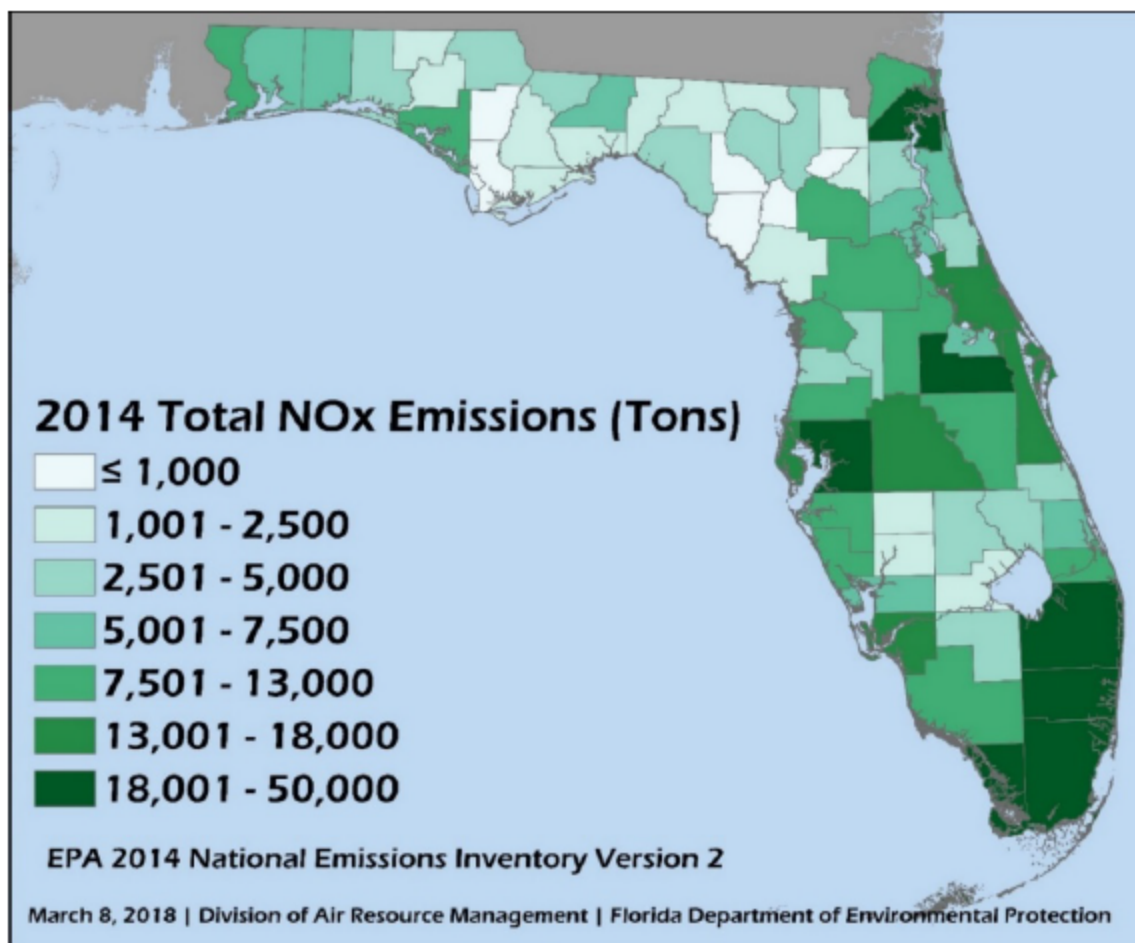 2014 Total NOx Emissions (Tons)
≤ 1,000
1,001 - 2,500
2,501 - 5,000
5,001 - 7,500
7,501 - 13,000
13,001 - 18,000
18,001 - 50,000
EPA 2014 National Emissions Inventory Version 2
March 8, 2018 | Division of Air Resource Management | Florida Department of Environmental Protection